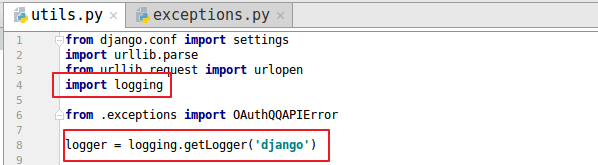 utils.py
exceptions.py
1 from django.conf import settings
2 import urllib.parse
3 from urllib.request import urlopen
4 import logging
5
6 from .exceptions import OAuthQQAPIError
7
8 logger = logging.getLogger('django')
9